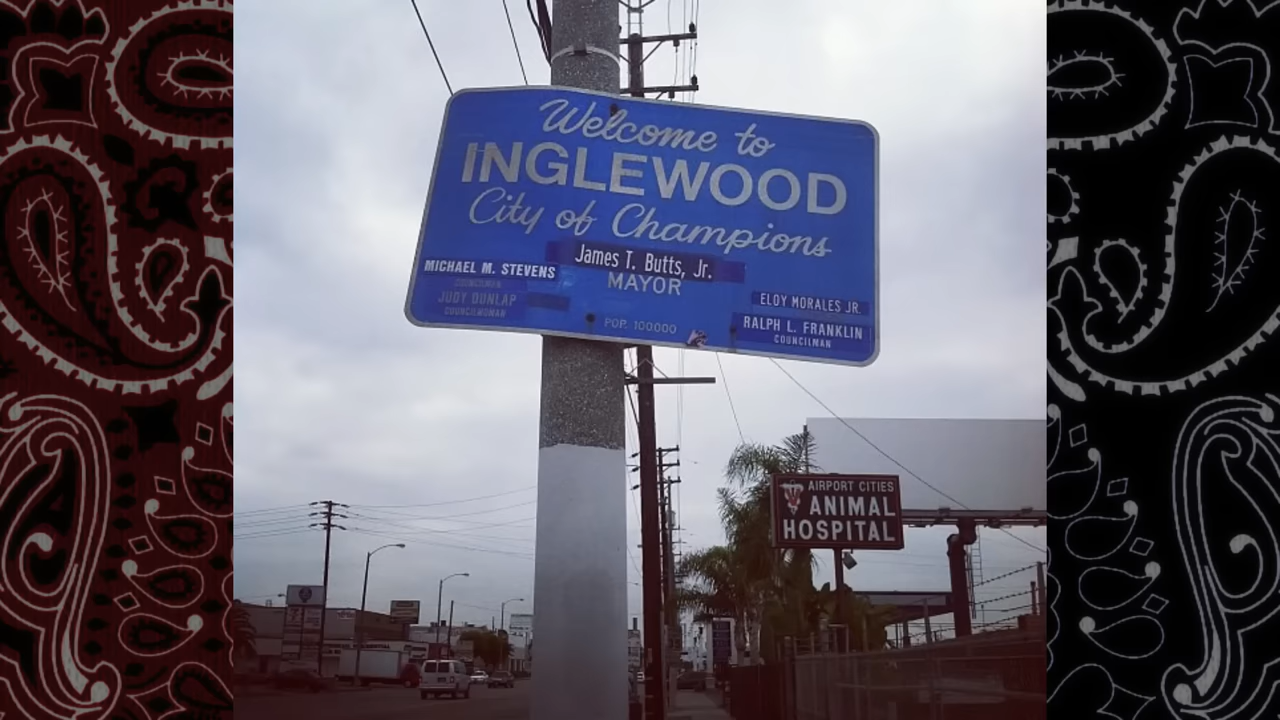 Welcome to
INGLEWOOD
City of Champions
James T. Butts, Jr.
MAYOR
MICHAEL M. STEVENS
COUNCILMEN
JUDY DUNLAP
COUNCILWOMAN
ELOY MORALES JR.
RALPH L. FRANKLIN
COUNCILMAN
POP. 100000
AIRPORT CITIES
ANIMAL
HOSPITAL